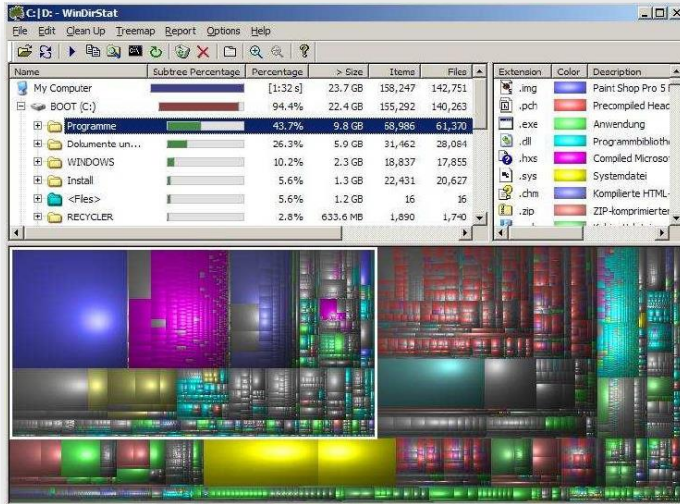 C:|D: - WinDirStat
File Edit Clean Up Treemap Report Options Help
Name Subtree Percentage Percentage > Size Items Files
My Computer [1:32 s] 23.7 GB 158,247 142,751
BOOT (C:) 94.4% 22.4 GB 155,292 140,263
Programme 43.7% 9.8 GB 68,986 61,370
Dokumente un... 26.3% 5.9 GB 31,462 28,084
WINDOWS 10.2% 2.3 GB 18,837 17,855
Install 5.6% 1.3 GB 22,431 20,627
<Files> 5.6% 1.2 GB 16 16
RECYCLER 2.8% 633.6 MB 1,890 1,740
Extension Color Description
.img Paint Shop Pro 5
.pch Precompiled Head
.exe Anwendung
.dll Programmbiblioth
.hxs Compiled Microso
.sys Systemdatei
.chm Kompilierte HTML-
.zip ZIP-komprimierter